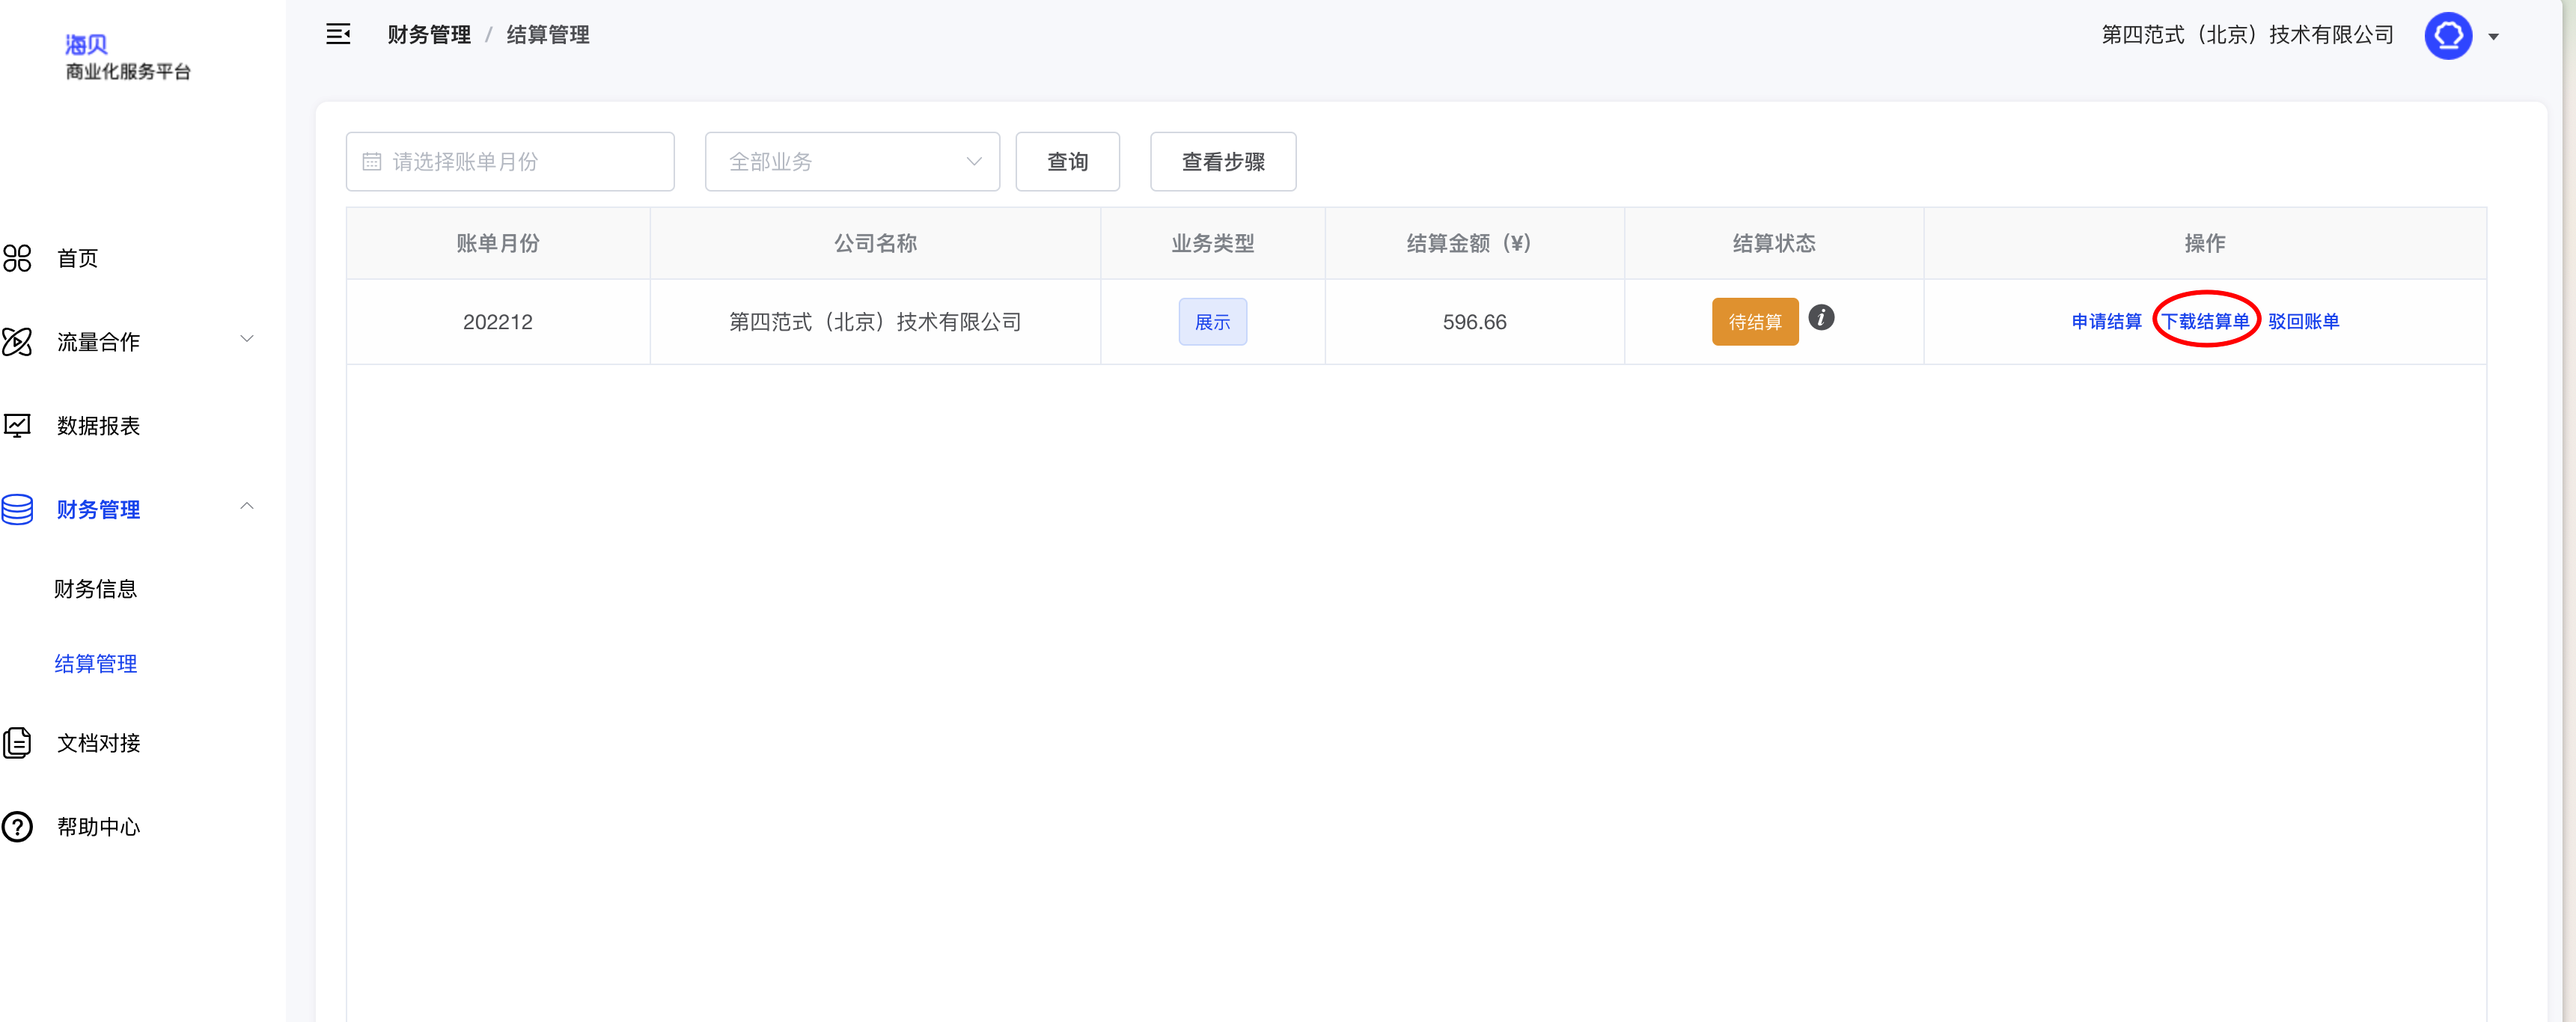 海贝
商业化服务平台
财务管理 / 结算管理
第四范式（北京）技术有限公司
首页
流量合作
数据报表
财务管理
财务信息
结算管理
文档对接
帮助中心
请选择账单月份 全部业务 查询 查看步骤
账单月份 公司名称 业务类型 结算金额（¥） 结算状态 操作
202212 第四范式（北京）技术有限公司 展示 596.66 待结算 i 申请结算 下载结算单 驳回账单